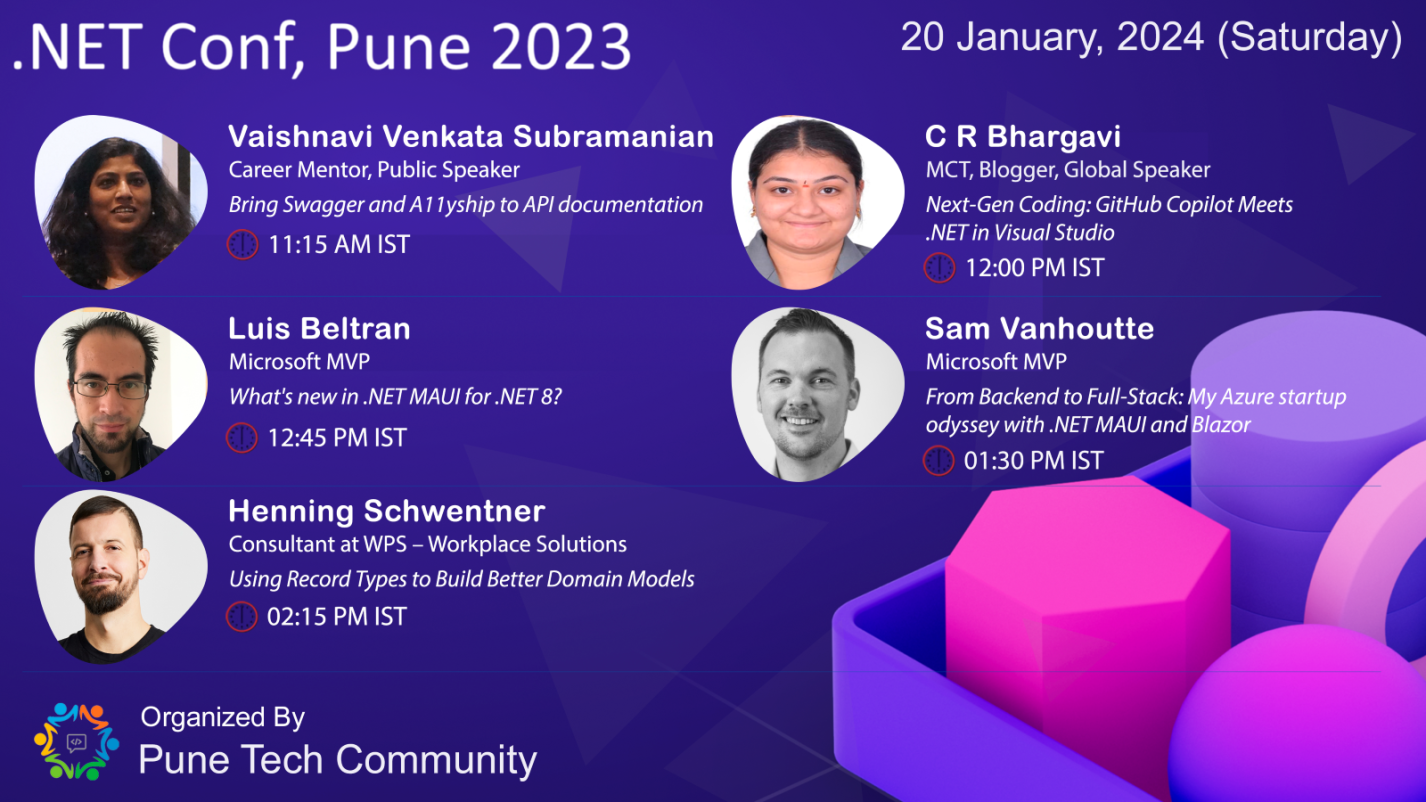 .NET Conf, Pune 2023
20 January, 2024 (Saturday)
Vaishnavi Venkata Subramanian
Career Mentor, Public Speaker
Bring Swagger and A11yship to API documentation
11:15 AM IST
C R Bhargavi
MCT, Blogger, Global Speaker
Next-Gen Coding: GitHub Copilot Meets
.NET in Visual Studio
12:00 PM IST
Luis Beltran
Microsoft MVP
What's new in .NET MAUI for .NET 8?
12:45 PM IST
Sam Vanhoutte
Microsoft MVP
From Backend to Full-Stack: My Azure startup
odyssey with .NET MAUI and Blazor
01:30 PM IST
Henning Schwentner
Consultant at WPS – Workplace Solutions
Using Record Types to Build Better Domain Models
02:15 PM IST
Organized By
Pune Tech Community